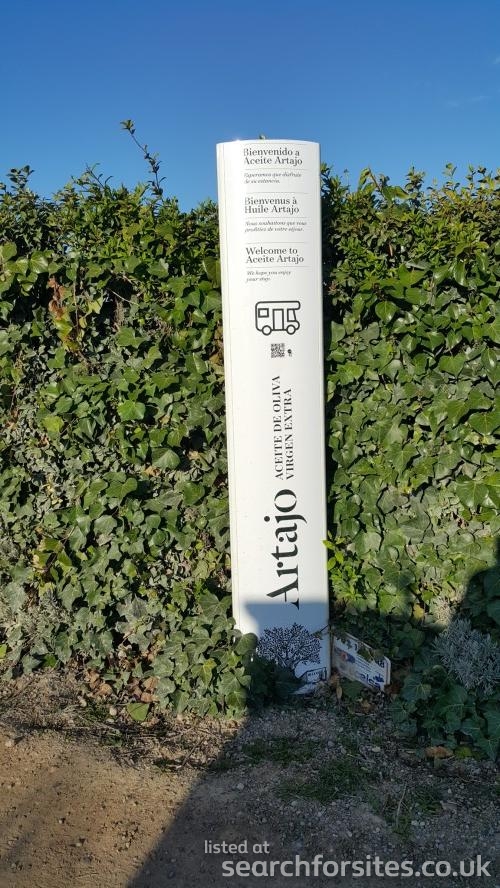 Bienvenido a
Aceite Artajo
Esperamos que disfrute
de su estancia.
Bienvenus à
Huile Artajo
Nous souhaitons que vous
profitiez de votre séjour.
Welcome to
Aceite Artajo
We hope you enjoy
your stay.
ACEITE DE OLIVA
VIRGEN EXTRA
Artajo
listed at
searchforsites.co.uk